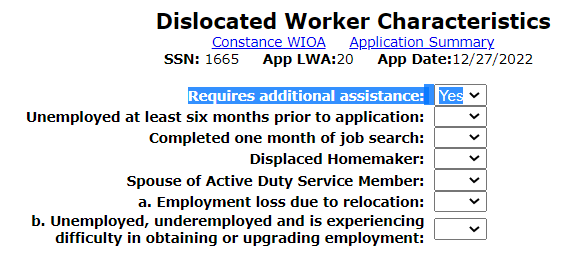 Dislocated Worker Characteristics
Constance WIOA Application Summary
SSN: 1665 App LWA:20 App Date:12/27/2022
Requires additional assistance: Yes
Unemployed at least six months prior to application:
Completed one month of job search:
Displaced Homemaker:
Spouse of Active Duty Service Member:
a. Employment loss due to relocation:
b. Unemployed, underemployed and is experiencing
difficulty in obtaining or upgrading employment: